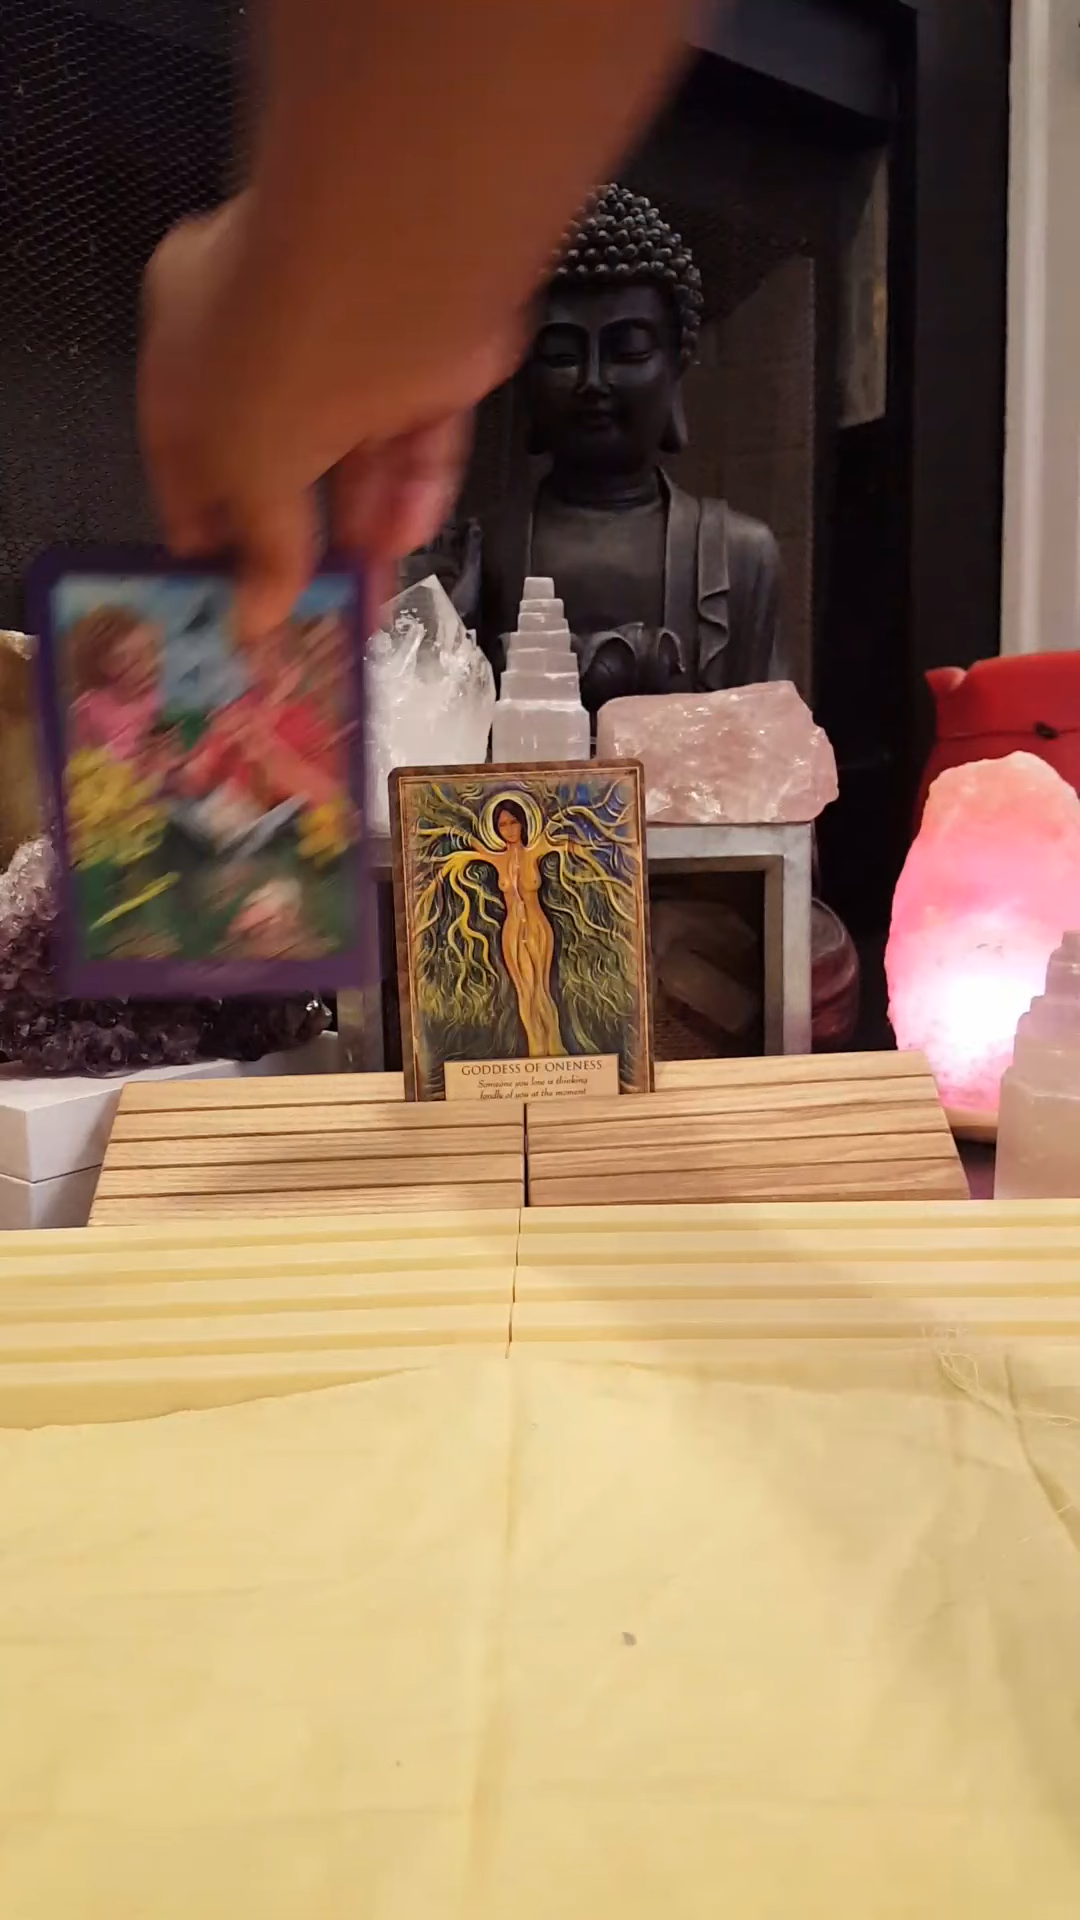 GODDESS OF ONENESS
Someone you love is thinking
fondly of you at the moment